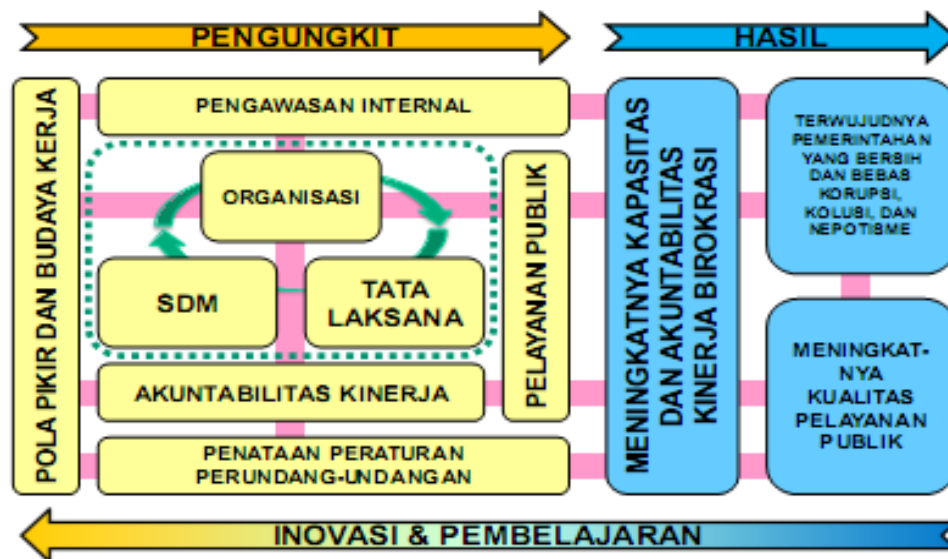 PENGUNGKIT
HASIL
POLA PIKIR DAN BUDAYA KERJA
PENGAWASAN INTERNAL
ORGANISASI
SDM
TATA
LAKSANA
PELAYANAN PUBLIK
AKUNTABILITAS KINERJA
PENATAAN PERATURAN
PERUNDANG-UNDANGAN
MENINGKATNYA KAPASITAS
DAN AKUNTABILITAS
KINERJA BIROKRASI
TERWUJUDNYA
PEMERINTAHAN
YANG BERSIH
DAN BEBAS
KORUPSI,
KOLUSI, DAN
NEPOTISME
MENINGKAT-
NYA
KUALITAS
PELAYANAN
PUBLIK
INOVASI & PEMBELAJARAN